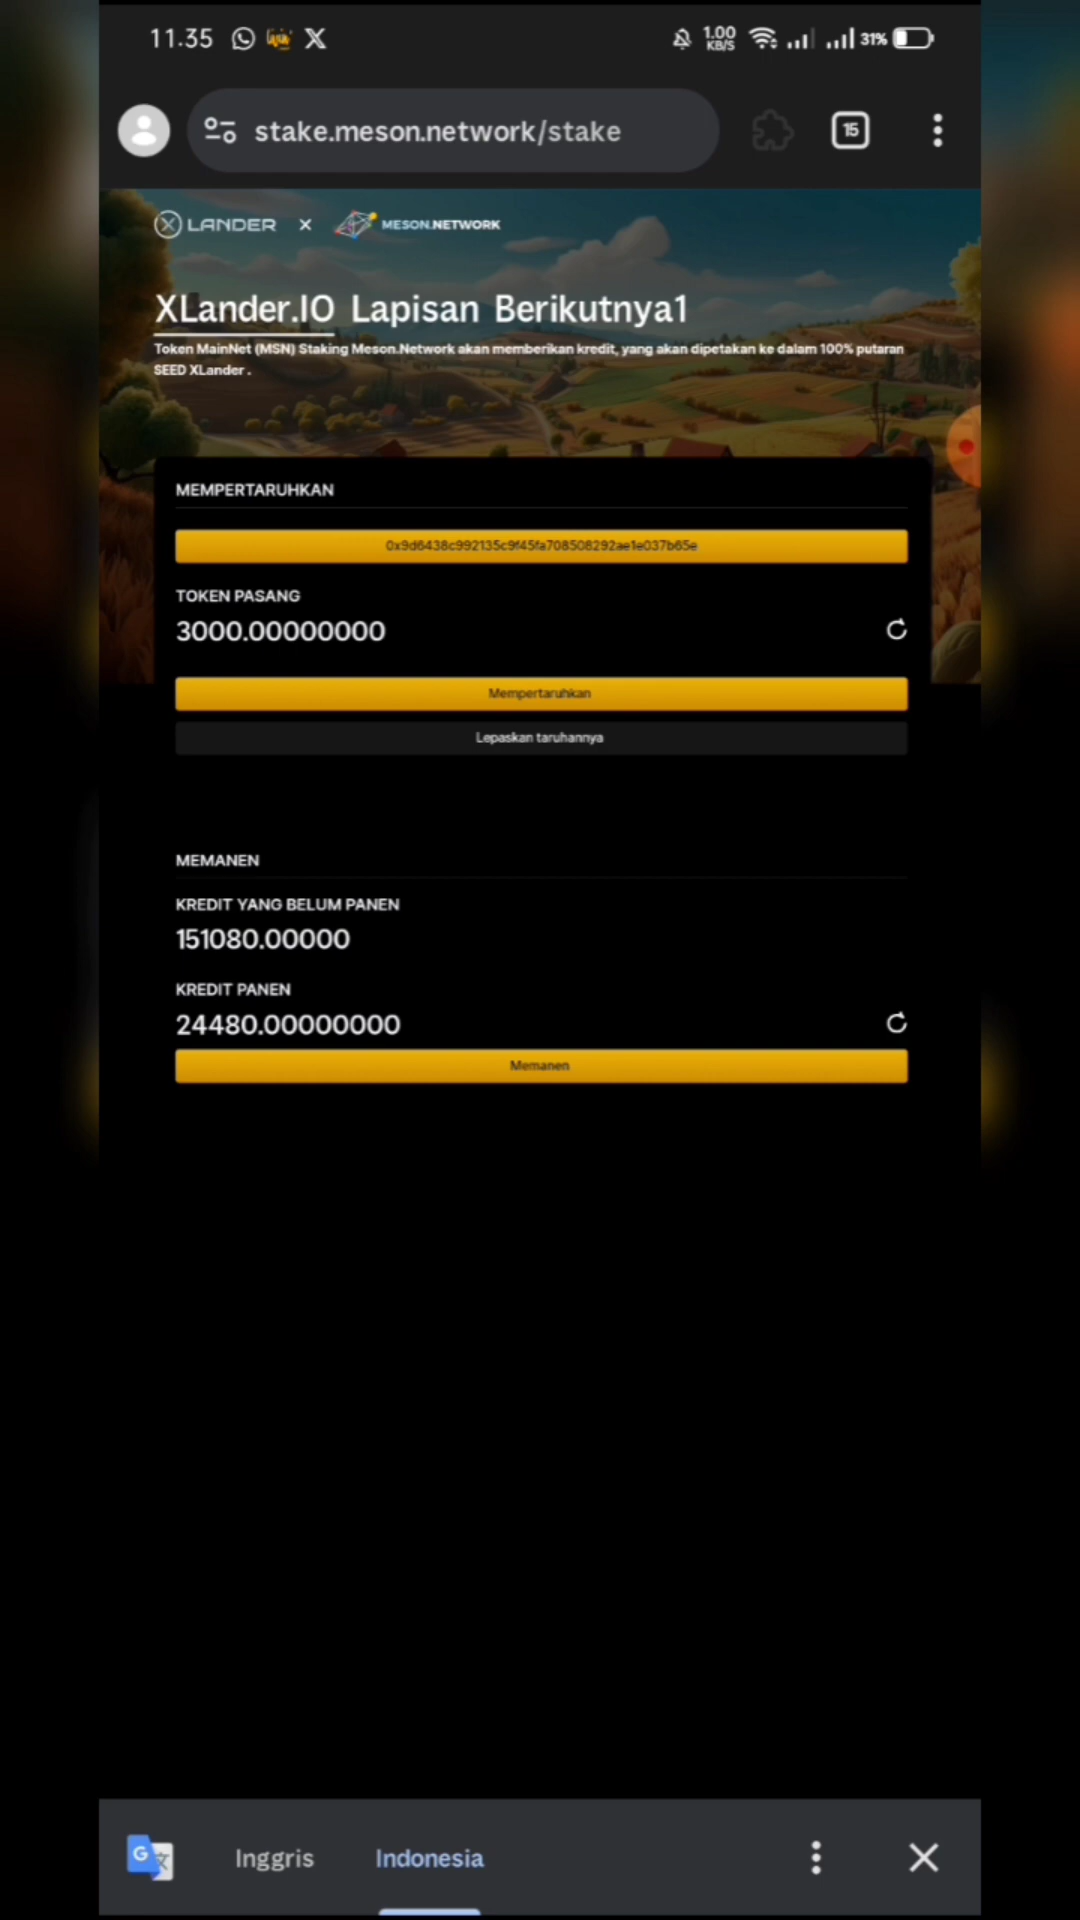 11.35
1.00 KB/S
31%
stake.meson.network/stake
15
LANDER x MESON.NETWORK
XLander.IO Lapisan Berikutnya1
Token MainNet (MSN) Staking Meson.Network akan memberikan kredit, yang akan dipetakan ke dalam 100% putaran
SEED XLander .
MEMPERTARUHKAN
0x9d6438c992135c9f45fa708508292ae1e037b65e
TOKEN PASANG
3000.00000000
Mempertaruhkan
Lepaskan taruhannya
MEMANEN
KREDIT YANG BELUM PANEN
151080.00000
KREDIT PANEN
24480.00000000
Memanen
Inggris
Indonesia